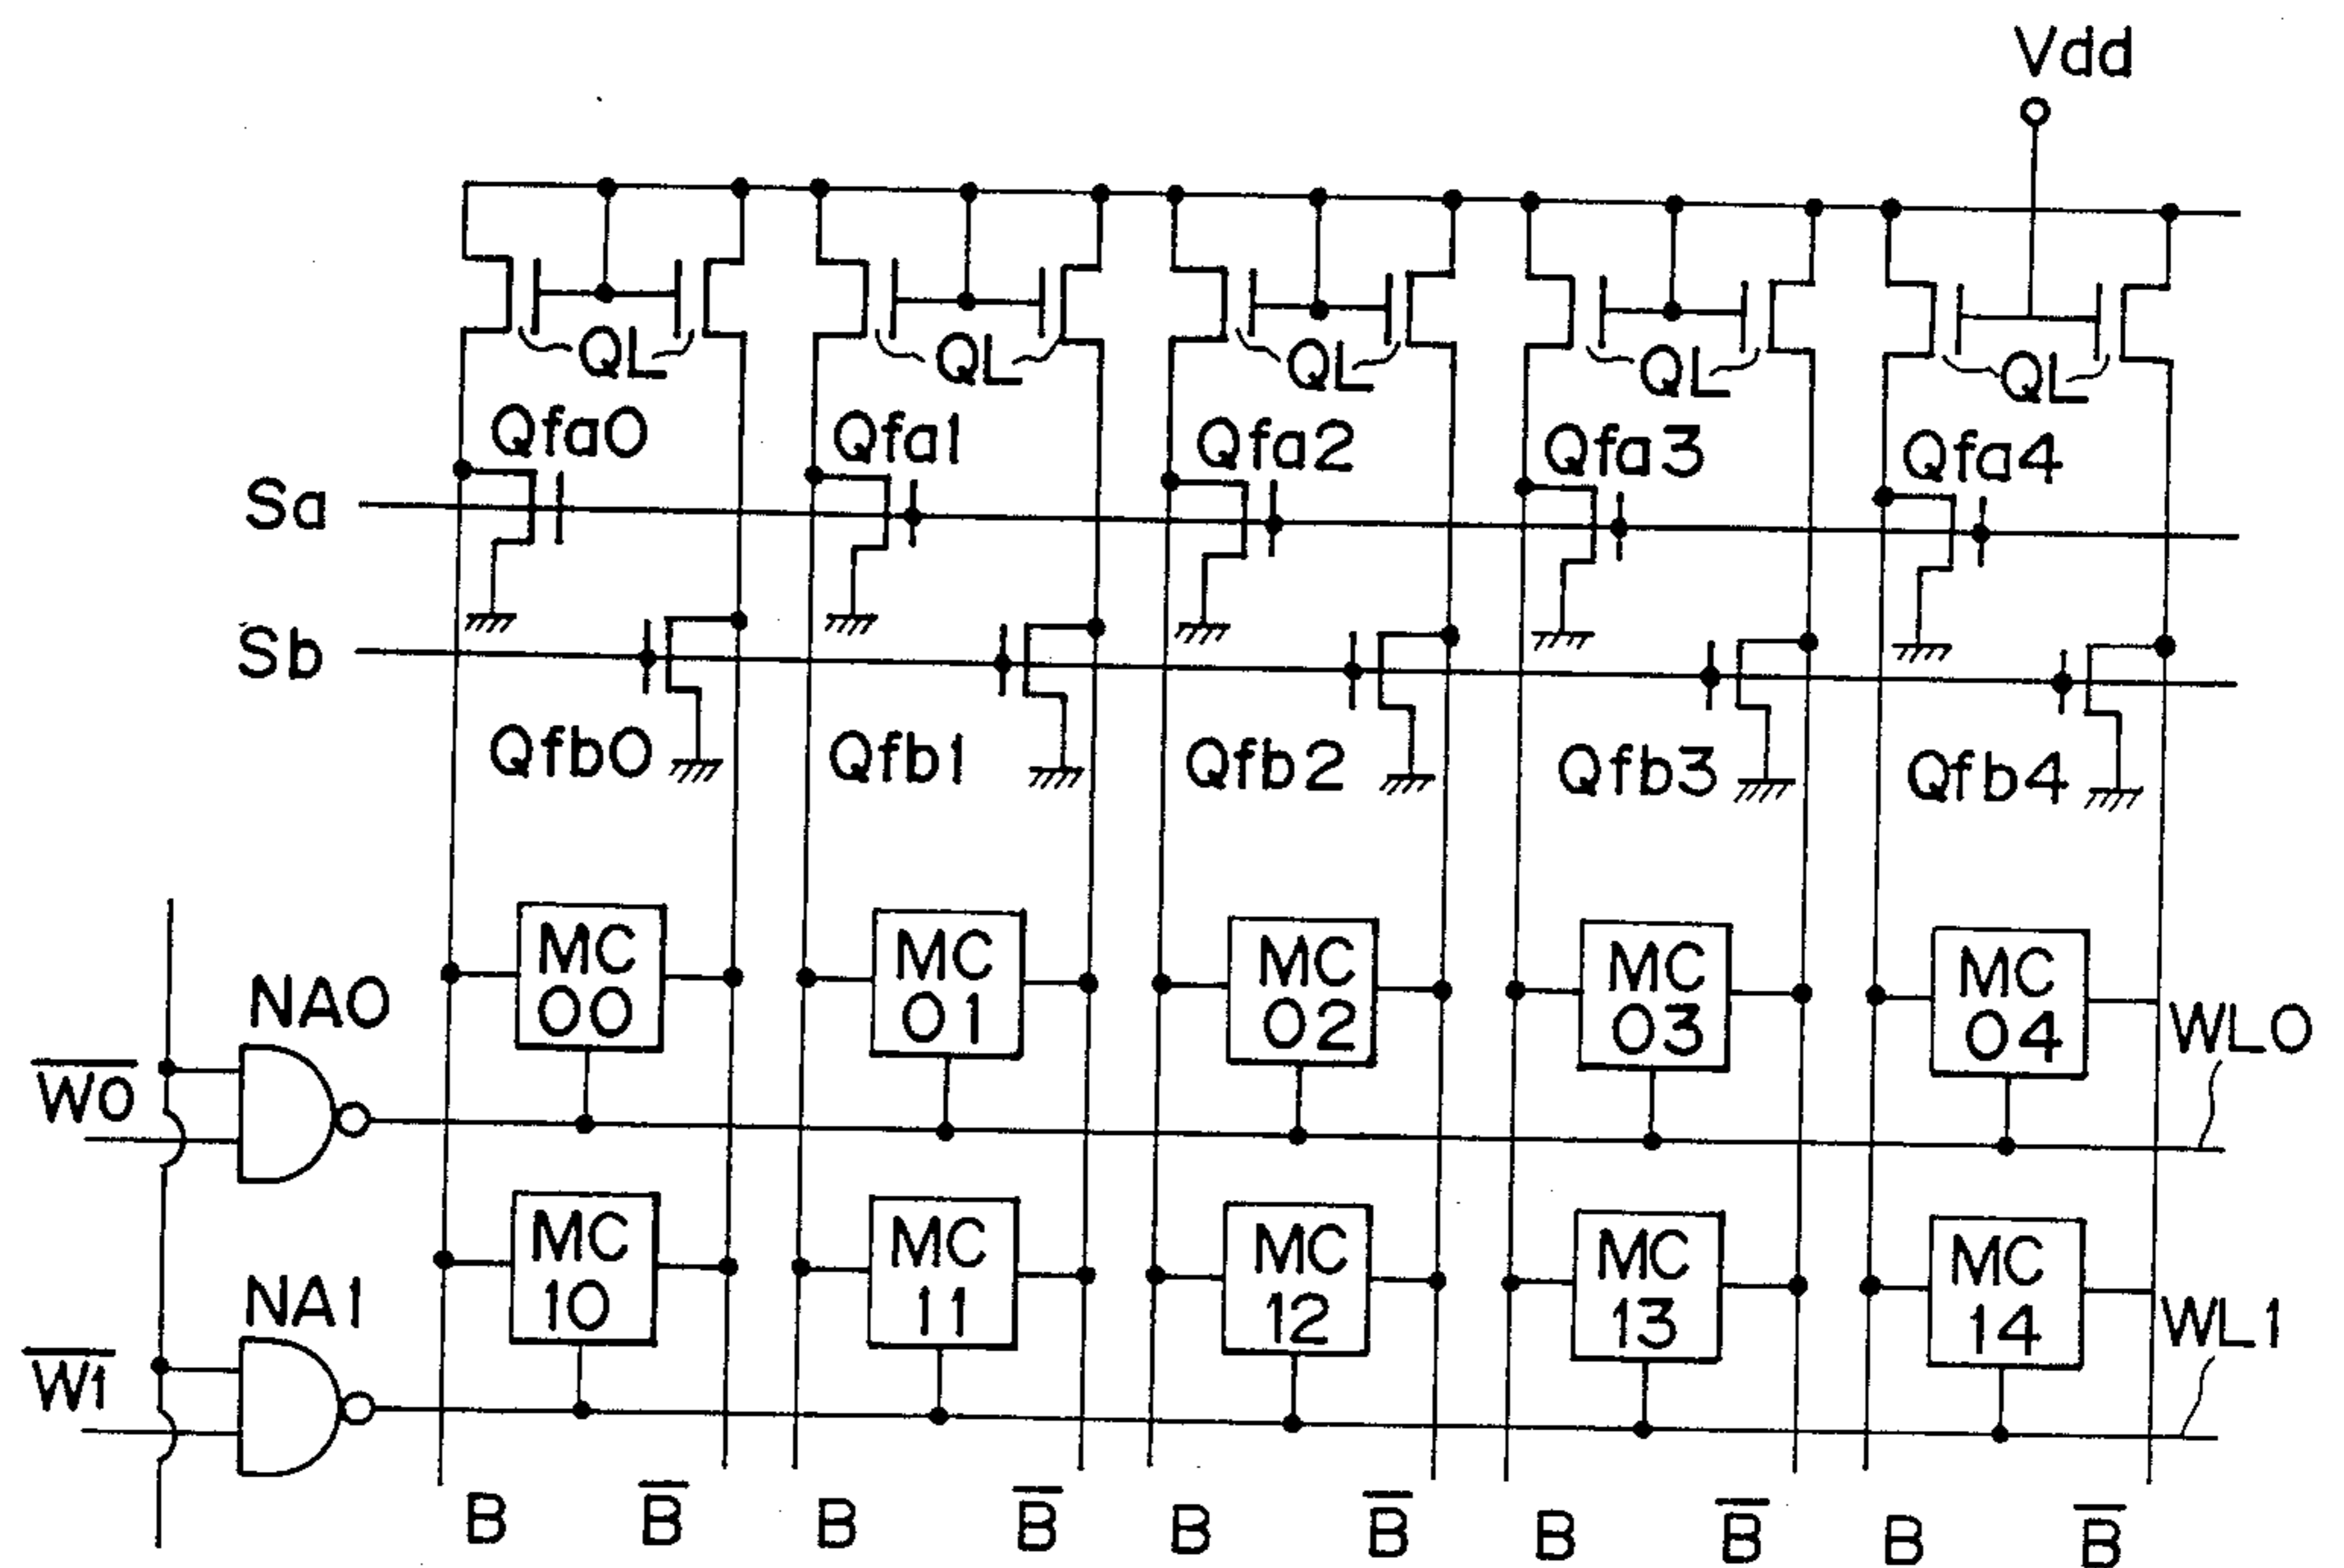 Vdd
QL QL QL QL QL
Qfa0 Qfa1 Qfa2 Qfa3 Qfa4
Sa
Sb
Qfb0 Qfb1 Qfb2 Qfb3 Qfb4
MC 00
MC 01
MC 02
MC 03
MC 04
NA0
WL0
W̅0̅
MC 10
MC 11
MC 12
MC 13
MC 14
NA1
WL1
W̅1̅
B B̅ B B̅ B B̅ B B̅ B B̅